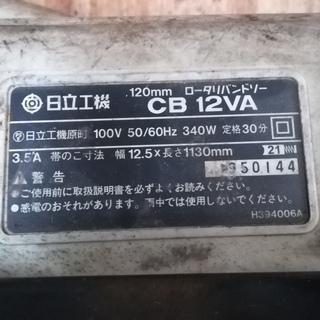 日立工機 120mm ロータリバンドソー
CB 12VA
日立工機原町 100V 50/60Hz 340W 定格30分
3.5A 帯のこ寸法 幅12.5×長さ1130mm 21
⚠警告 950144
●ご使用前に取扱説明書を必ずよくお読みください。
●感電のおそれがあります。雨中では使用しないでください。
H394006A